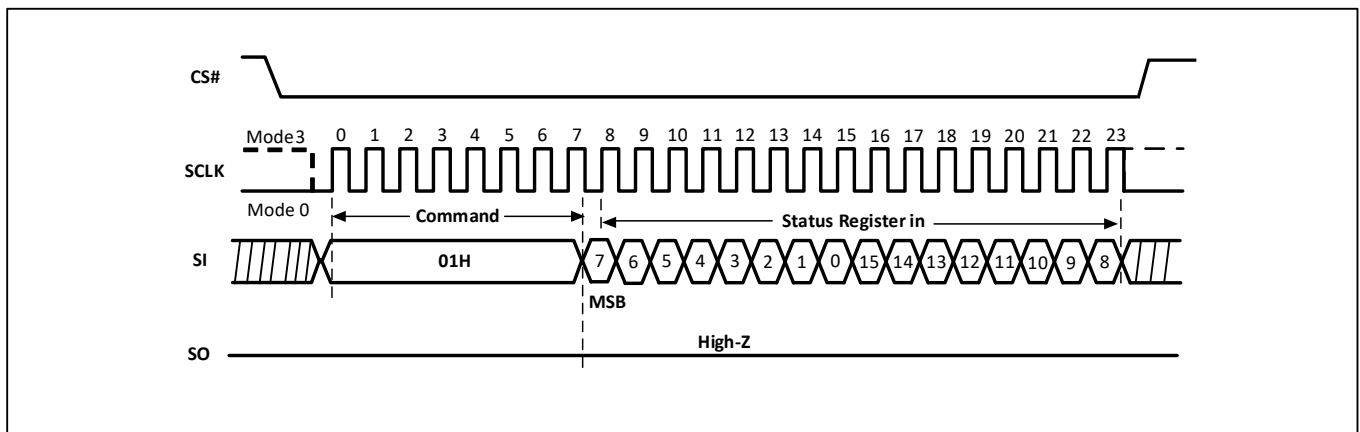 CS#
Mode3 0 1 2 3 4 5 6 7 8 9 10 11 12 13 14 15 16 17 18 19 20 21 22 23
SCLK
Mode 0
Command Status Register in
SI 01H 7 6 5 4 3 2 1 0 15 14 13 12 11 10 9 8
MSB
High-Z
SO